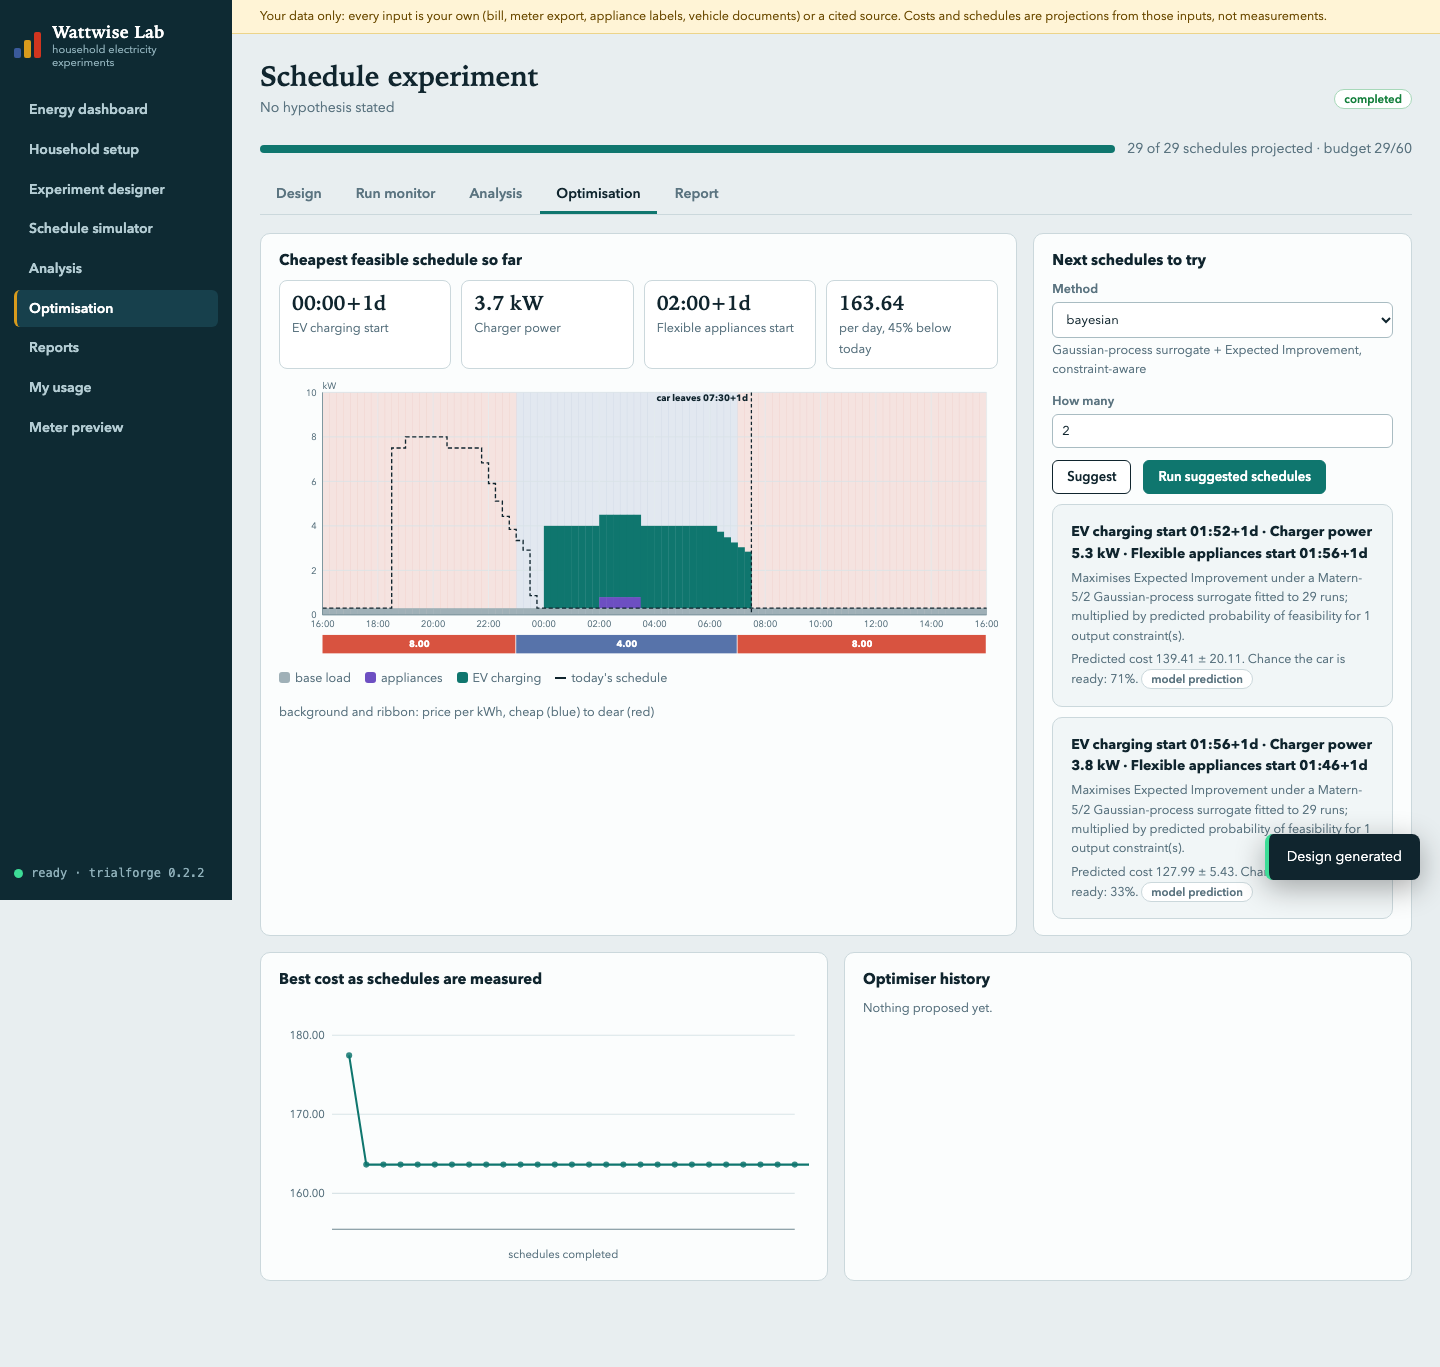 Wattwise Lab
household electricity
experiments
Energy dashboard
Household setup
Experiment designer
Schedule simulator
Analysis
Optimisation
Reports
My usage
Meter preview
ready · trialforge 0.2.2
Your data only: every input is your own (bill, meter export, appliance labels, vehicle documents) or a cited source. Costs and schedules are projections from those inputs, not measurements.
Schedule experiment
No hypothesis stated
completed
29 of 29 schedules projected · budget 29/60
Design
Run monitor
Analysis
Optimisation
Report
Cheapest feasible schedule so far
00:00+1d
EV charging start
3.7 kW
Charger power
02:00+1d
Flexible appliances start
163.64
per day, 45% below
today
kW
10
8
6
4
2
0
car leaves 07:30+1d
16:00 18:00 20:00 22:00 00:00 02:00 04:00 06:00 08:00 10:00 12:00 14:00 16:00
8.00 4.00 8.00
base load appliances EV charging today's schedule
background and ribbon: price per kWh, cheap (blue) to dear (red)
Next schedules to try
Method
bayesian
Gaussian-process surrogate + Expected Improvement,
constraint-aware
How many
2
Suggest
Run suggested schedules
EV charging start 01:52+1d · Charger power
5.3 kW · Flexible appliances start 01:56+1d
Maximises Expected Improvement under a Matern-
5/2 Gaussian-process surrogate fitted to 29 runs;
multiplied by predicted probability of feasibility for 1
output constraint(s).
Predicted cost 139.41 ± 20.11. Chance the car is
ready: 71%. model prediction
EV charging start 01:56+1d · Charger power
3.8 kW · Flexible appliances start 01:46+1d
Maximises Expected Improvement under a Matern-
5/2 Gaussian-process surrogate fitted to 29 runs;
multiplied by predicted probability of feasibility for 1
output constraint(s).
Predicted cost 127.99 ± 5.43.
ready: 33%. model prediction
Design generated
Best cost as schedules are measured
180.00
170.00
160.00
schedules completed
Optimiser history
Nothing proposed yet.